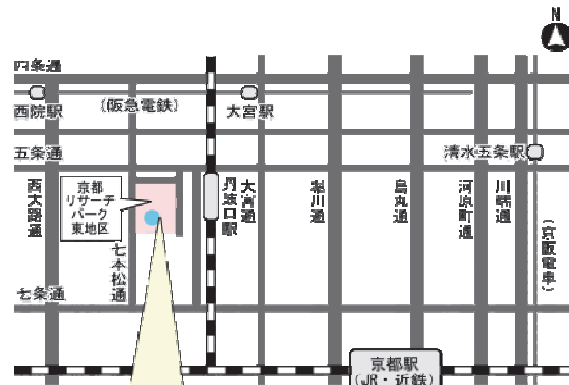 N
四条通
西院駅
(阪急電鉄)
大宮駅
五条通
清水五条駅
西大路通
京都
リサーチ
パーク
東地区
七本松通
丹波口駅
大宮通
堀川通
烏丸通
河原町通
川端通
(京阪電車)
七条通
京都駅
(JR・近鉄)